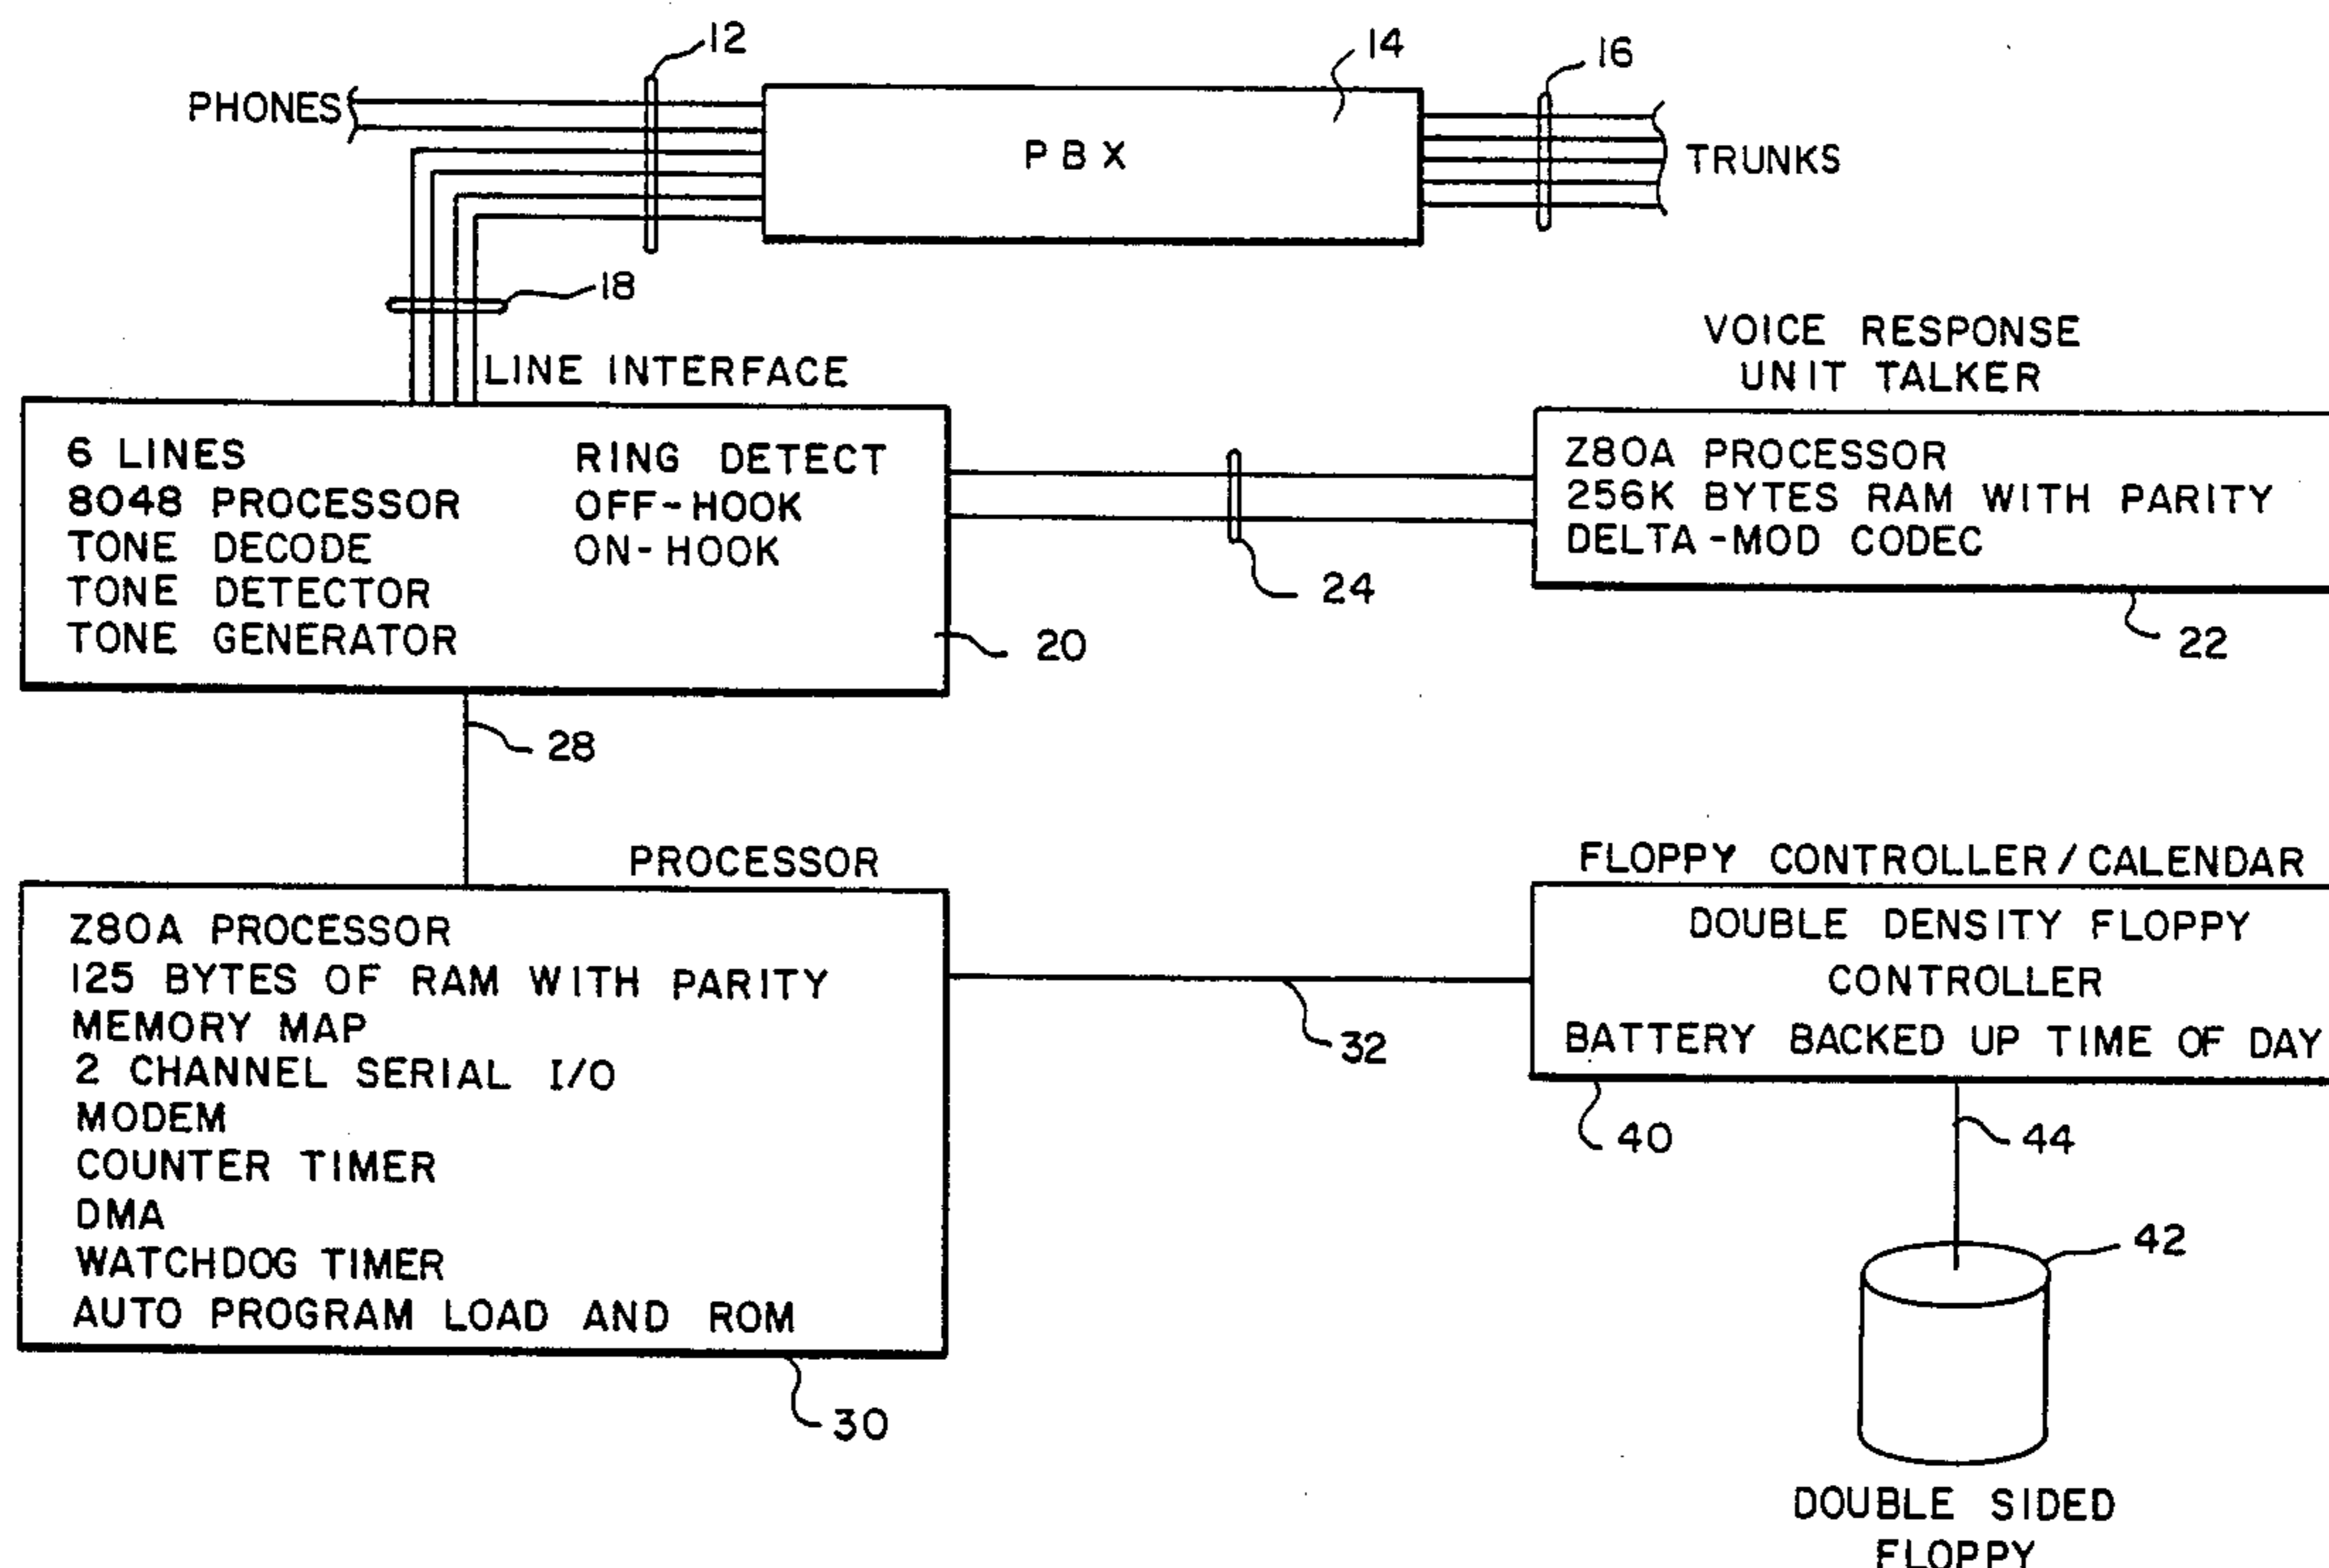 12
14
16
PHONES
PBX
TRUNKS
18
LINE INTERFACE
VOICE RESPONSE
UNIT TALKER
6 LINES
8048 PROCESSOR
TONE DECODE
TONE DETECTOR
TONE GENERATOR
RING DETECT
OFF-HOOK
ON-HOOK
20
24
Z80A PROCESSOR
256K BYTES RAM WITH PARITY
DELTA-MOD CODEC
22
28
PROCESSOR
Z80A PROCESSOR
125 BYTES OF RAM WITH PARITY
MEMORY MAP
2 CHANNEL SERIAL I/O
MODEM
COUNTER TIMER
DMA
WATCHDOG TIMER
AUTO PROGRAM LOAD AND ROM
30
32
FLOPPY CONTROLLER/CALENDAR
DOUBLE DENSITY FLOPPY
CONTROLLER
BATTERY BACKED UP TIME OF DAY
40
44
42
DOUBLE SIDED
FLOPPY